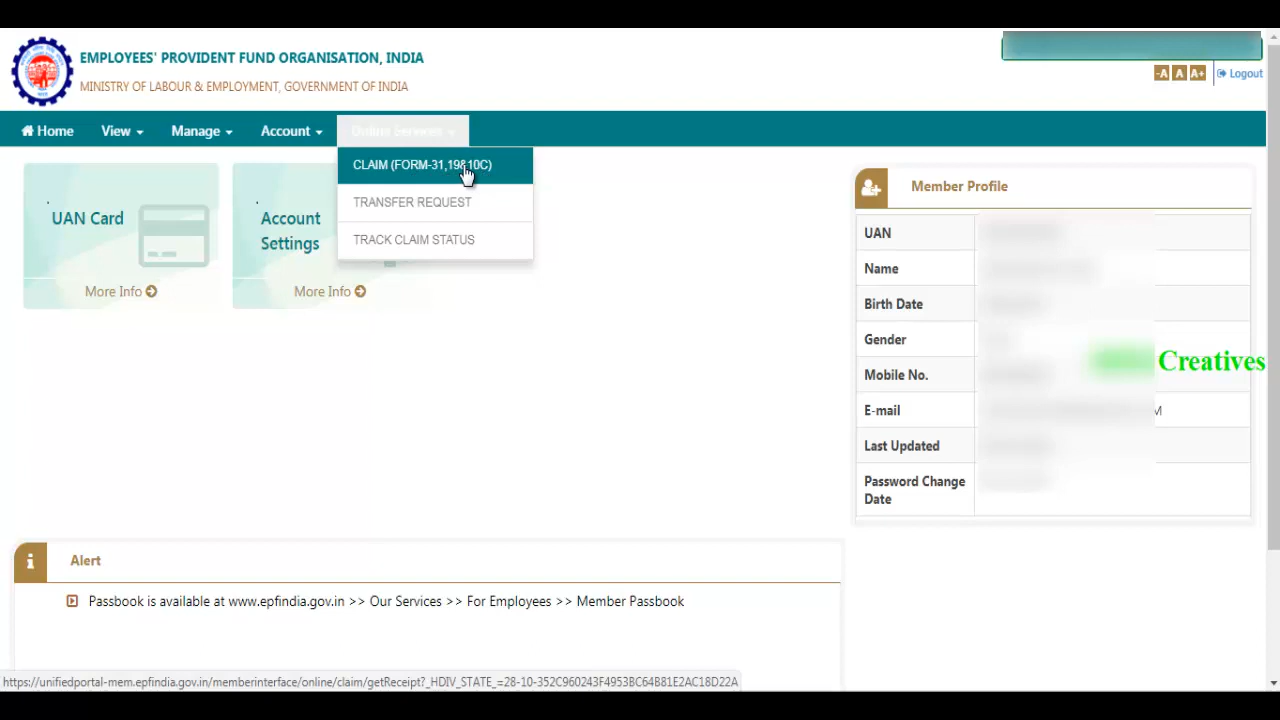 EMPLOYEES' PROVIDENT FUND ORGANISATION, INDIA
MINISTRY OF LABOUR & EMPLOYMENT, GOVERNMENT OF INDIA
-A A A+ Logout
Home View Manage Account Online Services
CLAIM (FORM-31,19&10C)
TRANSFER REQUEST
TRACK CLAIM STATUS
UAN Card
More Info
Account
Settings
More Info
Member Profile
UAN
Name
Birth Date
Gender
Mobile No.
E-mail
M
Last Updated
Password Change
Date
Creatives
Alert
Passbook is available at www.epfindia.gov.in >> Our Services >> For Employees >> Member Passbook
https://unifiedportal-mem.epfindia.gov.in/memberinterface/online/claim/getReceipt?_HDIV_STATE_=28-10-352C960243F4953BC64B81E2AC18D22A